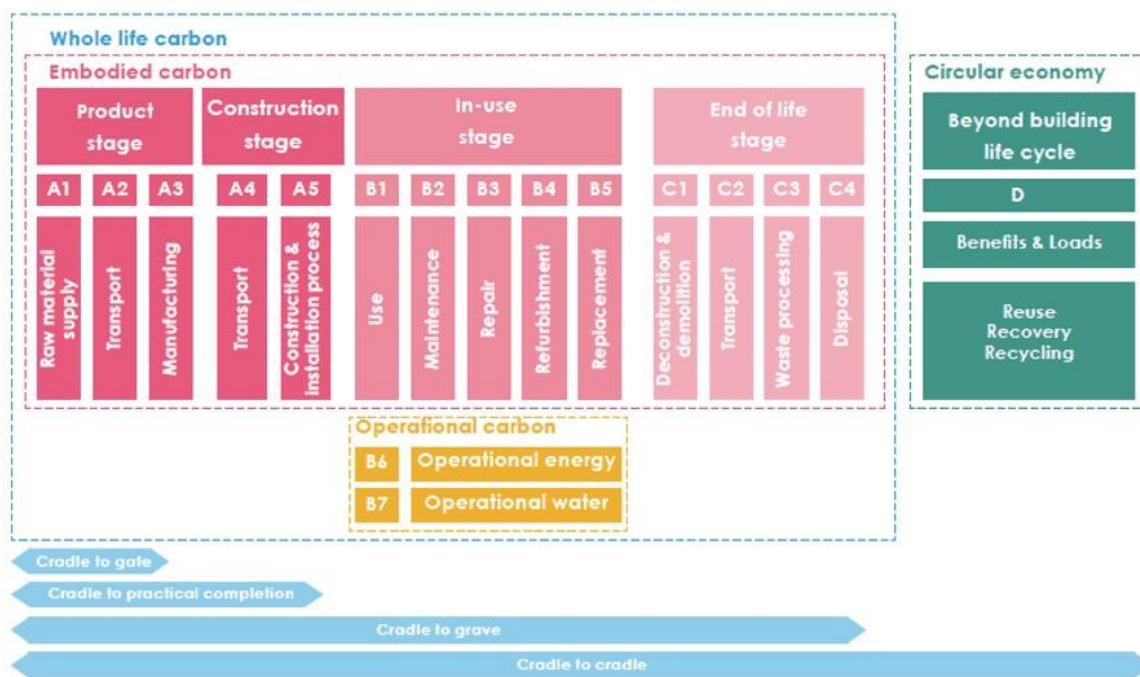 Whole life carbon
Embodied carbon
Circular economy
Product
stage
Construction
stage
In-use
stage
End of life
stage
Beyond building
life cycle
A1
A2
A3
A4
A5
B1
B2
B3
B4
B5
C1
C2
C3
C4
D
Raw material
supply
Transport
Manufacturing
Transport
Construction &
installation process
Use
Maintenance
Repair
Refurbishment
Replacement
Deconstruction &
demolition
Transport
Waste processing
Disposal
Benefits & Loads
Reuse
Recovery
Recycling
Operational carbon
B6
Operational energy
B7
Operational water
Cradle to gate
Cradle to practical completion
Cradle to grave
Cradle to cradle